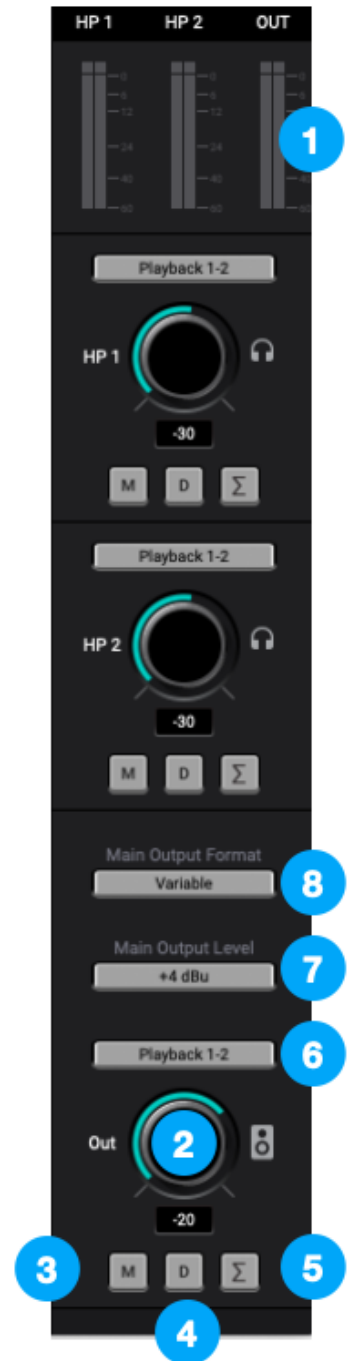 HP 1 HP 2 OUT
0 0 0
6 6 6
12 12
1
24 24 24
40 40 40
60 60 60
Playback 1-2
HP 1
-30
M D Σ
Playback 1-2
HP 2
-30
M D Σ
Main Output Format
Variable 8
Main Output Level
+4 dBu 7
Playback 1-2 6
Out 2
-20
3 M D Σ 5
4